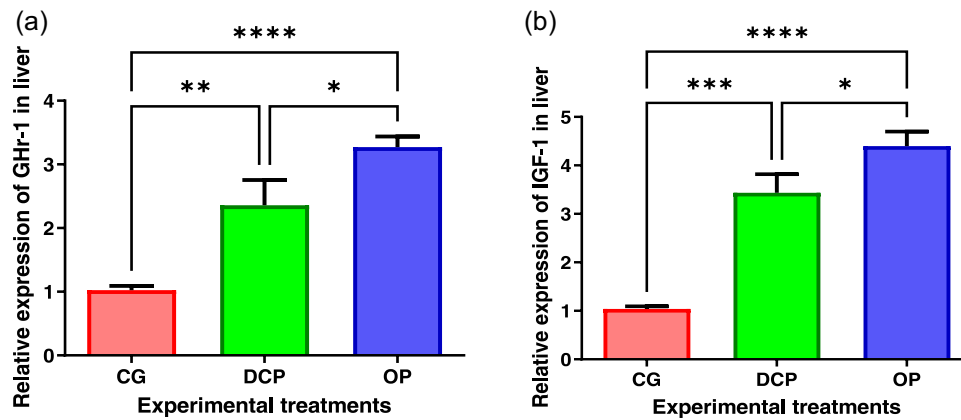 (a)
****
**
*
Relative expression of GHr-1 in liver
4
3
2
1
0
CG
DCP
OP
Experimental treatments
(b)
****
***
*
Relative expression of IGF-1 in liver
5
4
3
2
1
0
CG
DCP
OP
Experimental treatments